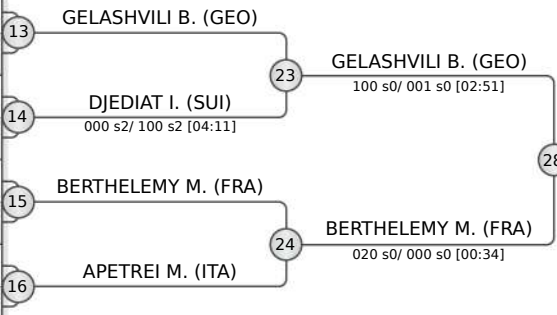 GELASHVILI B. (GEO)
13
23
GELASHVILI B. (GEO)
100 s0/ 001 s0 [02:51]
DJEDIAT I. (SUI)
14
000 s2/ 100 s2 [04:11]
28
BERTHELEMY M. (FRA)
15
24
BERTHELEMY M. (FRA)
020 s0/ 000 s0 [00:34]
APETREI M. (ITA)
16